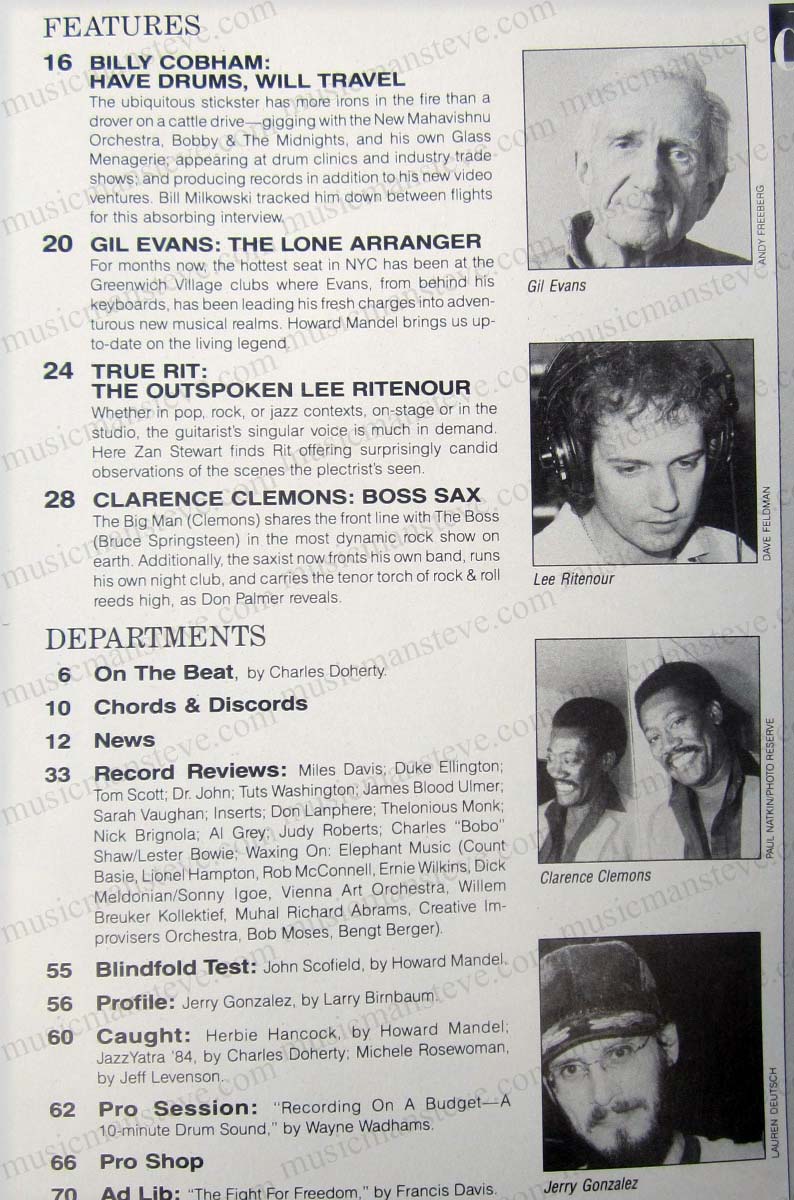 FEATURES
16 BILLY COBHAM:
HAVE DRUMS, WILL TRAVEL
The ubiquitous stickster has more irons in the fire than a
drover on a cattle drive—gigging with the New Mahavishnu
Orchestra, Bobby & The Midnights, and his own Glass
Menagerie; appearing at drum clinics and industry trade
shows; and producing records in addition to his new video
ventures. Bill Milkowski tracked him down between flights
for this absorbing interview.
20 GIL EVANS: THE LONE ARRANGER
For months now, the hottest seat in NYC has been at the
Greenwich Village clubs where Evans, from behind his
keyboards, has been leading his fresh charges into adven-
turous new musical realms. Howard Mandel brings us up-
to-date on the living legend.
24 TRUE RIT:
THE OUTSPOKEN LEE RITENOUR
Whether in pop, rock, or jazz contexts, on-stage or in the
studio, the guitarist's singular voice is much in demand.
Here Zan Stewart finds Rit offering surprisingly candid
observations of the scenes the plectrist's seen.
28 CLARENCE CLEMONS: BOSS SAX
The Big Man (Clemons) shares the front line with The Boss
(Bruce Springsteen) in the most dynamic rock show on
earth. Additionally, the saxist now fronts his own band, runs
his own night club, and carries the tenor torch of rock & roll
reeds high, as Don Palmer reveals.
DEPARTMENTS
6 On The Beat, by Charles Doherty.
10 Chords & Discords
12 News
33 Record Reviews: Miles Davis; Duke Ellington;
Tom Scott; Dr. John; Tuts Washington; James Blood Ulmer;
Sarah Vaughan; Inserts; Don Lanphere; Thelonious Monk;
Nick Brignola; Al Grey; Judy Roberts; Charles "Bobo"
Shaw/Lester Bowie; Waxing On: Elephant Music (Count
Basie, Lionel Hampton, Rob McConnell, Ernie Wilkins, Dick
Meldonian/Sonny Igoe, Vienna Art Orchestra, Willem
Breuker Kollektief, Muhal Richard Abrams, Creative Im-
provisers Orchestra, Bob Moses, Bengt Berger).
55 Blindfold Test: John Scofield, by Howard Mandel.
56 Profile: Jerry Gonzalez, by Larry Birnbaum.
60 Caught: Herbie Hancock, by Howard Mandel;
JazzYatra '84, by Charles Doherty; Michele Rosewoman,
by Jeff Levenson.
62 Pro Session: "Recording On A Budget—A
10-minute Drum Sound," by Wayne Wadhams.
66 Pro Shop
70 Ad Lib: "The Fight For Freedom," by Francis Davis.
Gil Evans
ANDY FREEBERG
Lee Ritenour
DAVE FELDMAN
Clarence Clemons
PAUL NATKIN/PHOTO RESERVE
Jerry Gonzalez
LAUREN DEUTSCH
musicmansteve.com